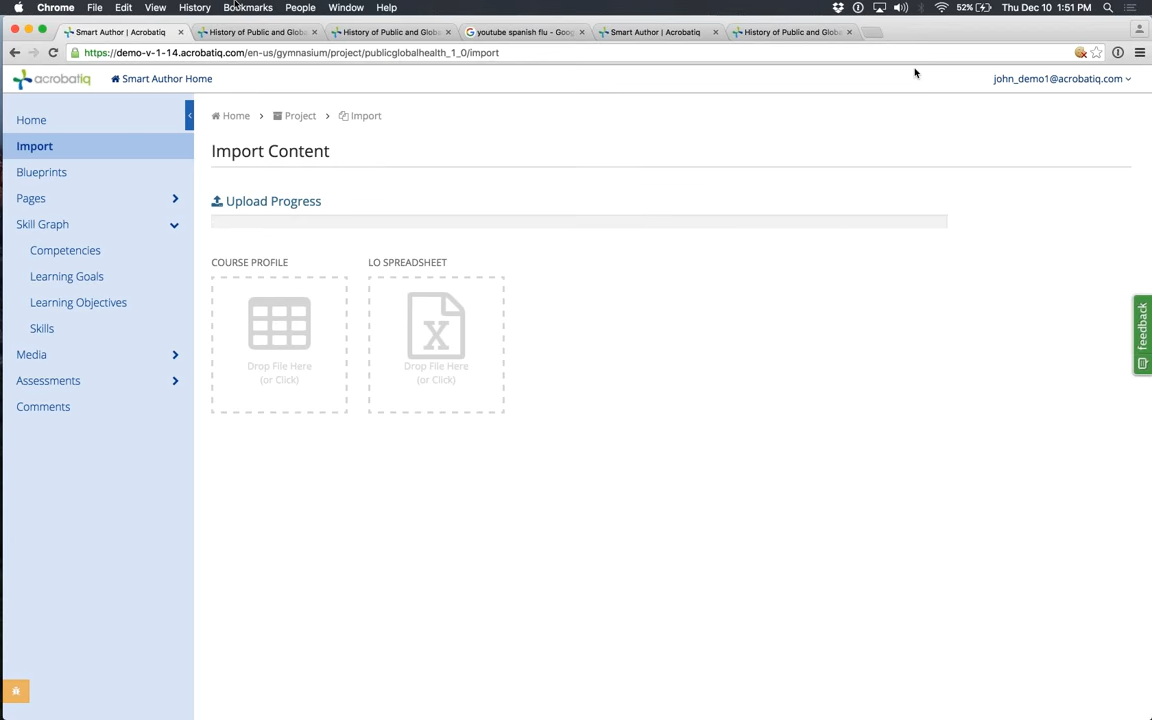 Chrome File Edit View History Bookmarks People Window Help 52% Thu Dec 10 1:51 PM
Smart Author | Acrobatiq History of Public and Globa History of Public and Globa youtube spanish flu - Goog Smart Author | Acrobatiq History of Public and Globa
https://demo-v-1-14.acrobatiq.com/en-us/gymnasium/project/publicglobalhealth_1_0/import
acrobatiq Smart Author Home john_demo1@acrobatiq.com
Home
Import
Blueprints
Pages
Skill Graph
Competencies
Learning Goals
Learning Objectives
Skills
Media
Assessments
Comments
Home > Project > Import
Import Content
Upload Progress
COURSE PROFILE LO SPREADSHEET
X
Drop File Here Drop File Here
(or Click) (or Click)
feedback